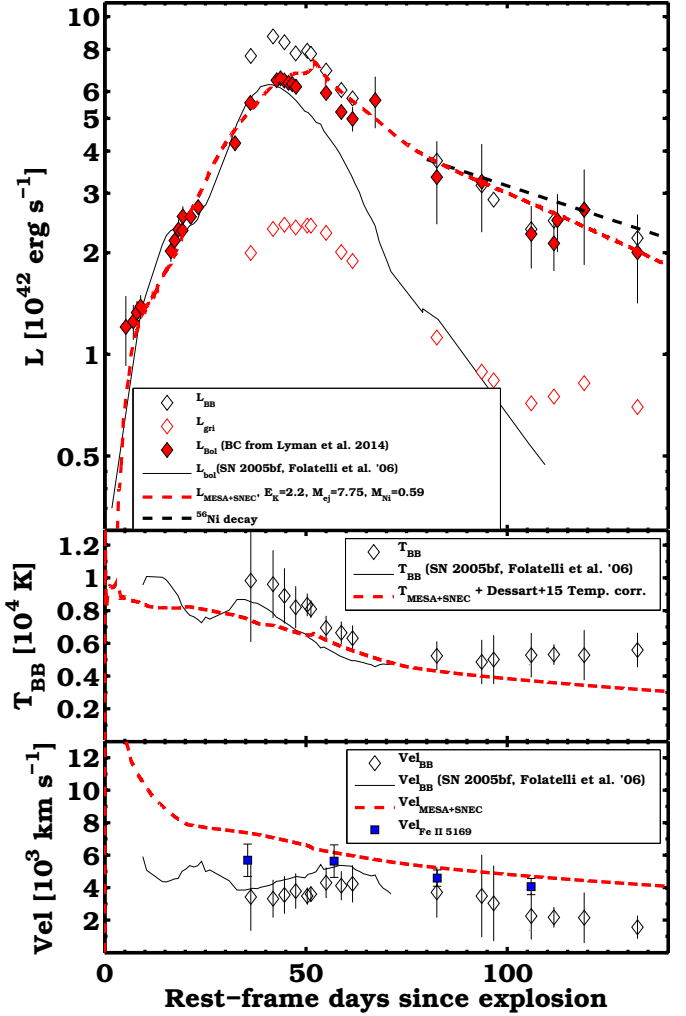 10
8
6
5
4
3
2
1
0.5
L [10^42 erg s^−1]
L_BB
L_gri
L_Bol (BC from Lyman et al. 2014)
L_bol(SN 2005bf, Folatelli et al. '06)
L_MESA+SNEC, E_K=2.2, M_ej=7.75, M_Ni=0.59
^56Ni decay
1.2
1
0.8
0.6
0.4
0.2
T_BB [10^4 K]
T_BB
T_BB (SN 2005bf, Folatelli et al. '06)
T_MESA+SNEC + Dessart+15 Temp. corr.
12
10
8
6
4
2
Vel [10^3 km s^−1]
Vel_BB
Vel_BB (SN 2005bf, Folatelli et al. '06)
Vel_MESA+SNEC
Vel_Fe II 5169
0 50 100
Rest−frame days since explosion